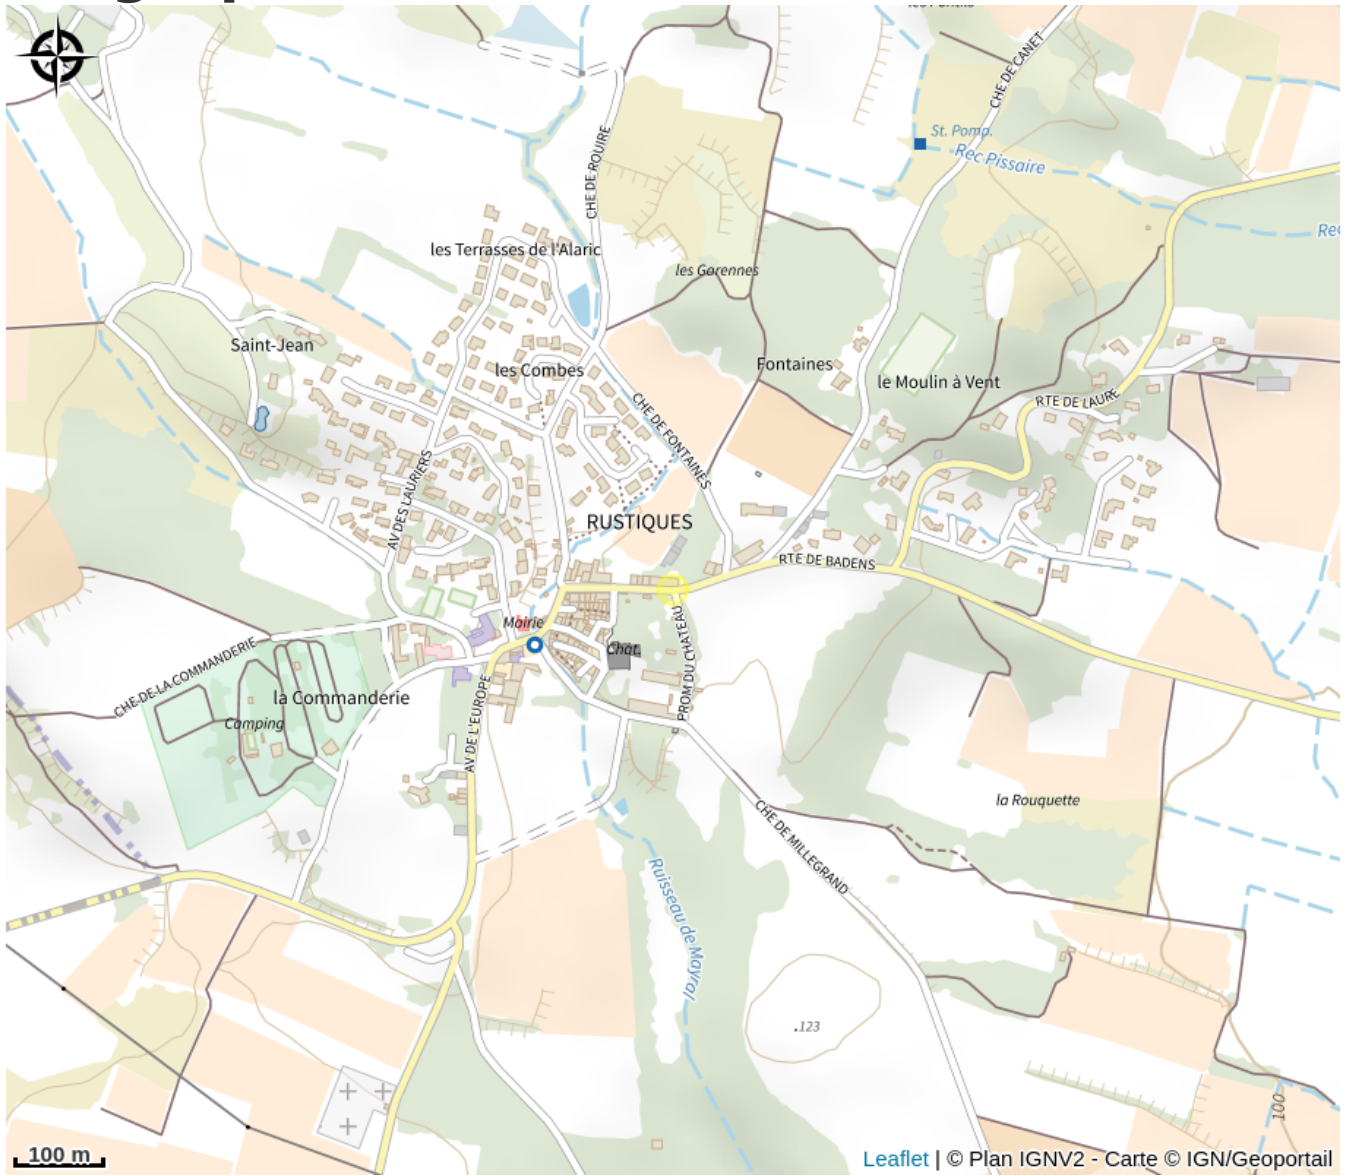 CHE DE CANET
St. Pomp.
Rec Pissaire
CHE DE ROUIRE
les Terrasses de l'Alaric
les Garennes
Saint-Jean
les Combes
Fontaines
le Moulin à Vent
RTE DE LAURE
CHE DE FONTAINES
AV DES LAURIERS
RUSTIQUES
RTE DE BADENS
Mairie
Chat.
PROM DU CHATEAU
CHE DE LA COMMANDERIE
la Commanderie
Camping
AV DE L'EUROPE
la Rouquette
CHE DE MILLEGRAND
Ruisseau de Mayral
.123
100
100 m
Leaflet | © Plan IGNV2 - Carte © IGN/Geoportail